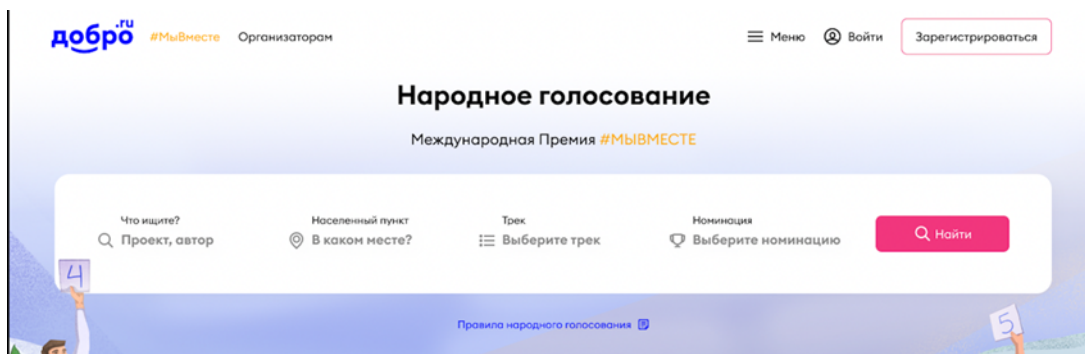 добро.ru #МыВместе Организаторам Меню Войти Зарегистрироваться
Народное голосование
Международная Премия #МЫВМЕСТЕ
Что ищите? Населенный пункт Трек Номинация
Проект, автор В каком месте? Выберите трек Выберите номинацию Найти
4
Правила народного голосования
5